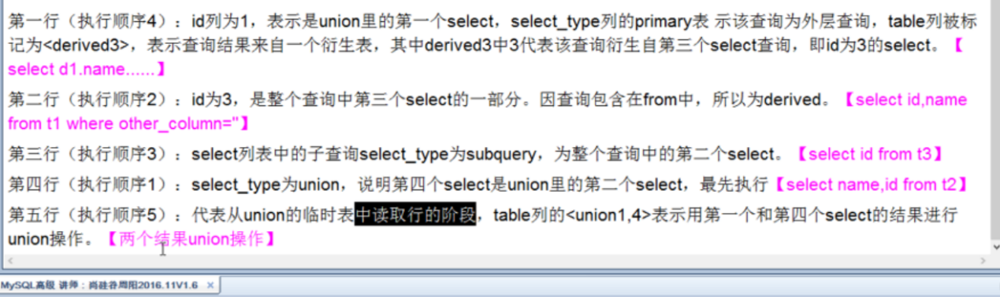 第一行（执行顺序4）：id列为1，表示是union里的第一个select，select_type列的primary表 示该查询为外层查询，table列被标
记为<derived3>，表示查询结果来自一个衍生表，其中derived3中3代表该查询衍生自第三个select查询，即id为3的select。【
select d1.name......】
第二行（执行顺序2）：id为3，是整个查询中第三个select的一部分。因查询包含在from中，所以为derived。【select id,name
from t1 where other_column=''】
第三行（执行顺序3）：select列表中的子查询select_type为subquery，为整个查询中的第二个select。【select id from t3】
第四行（执行顺序1）：select_type为union，说明第四个select是union里的第二个select，最先执行【select name,id from t2】
第五行（执行顺序5）：代表从union的临时表中读取行的阶段，table列的<union1,4>表示用第一个和第四个select的结果进行
union操作。【两个结果union操作】
MySQL高级 讲师：尚硅谷周阳2016.11V1.6 ×